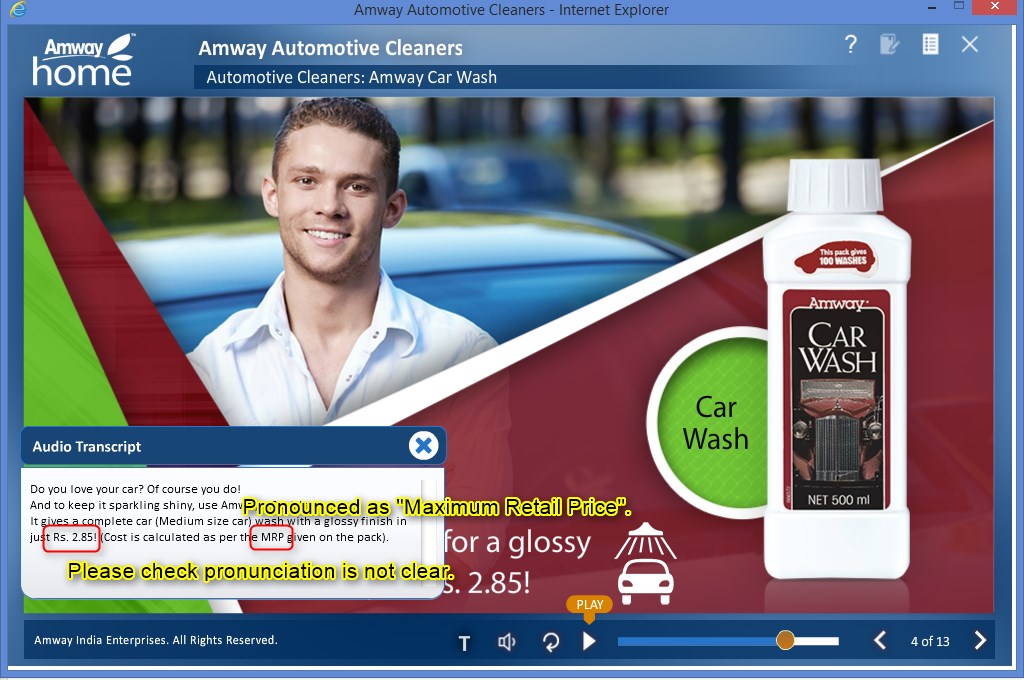 Amway Automotive Cleaners - Internet Explorer
Amway™
home
Amway Automotive Cleaners
Automotive Cleaners: Amway Car Wash
?
This pack gives
100 WASHES
Amway
CAR
WASH
NET 500 ml
Car
Wash
Audio Transcript
Do you love your car? Of course you do!
And to keep it sparkling shiny, use Amw
Pronounced as "Maximum Retail Price".
It gives a complete car (Medium size car) wash with a glossy finish in
just Rs. 2.85! (Cost is calculated as per the MRP given on the pack).
Please check pronunciation is not clear.
for a glossy
s. 2.85!
PLAY
Amway India Enterprises. All Rights Reserved.
T
4 of 13